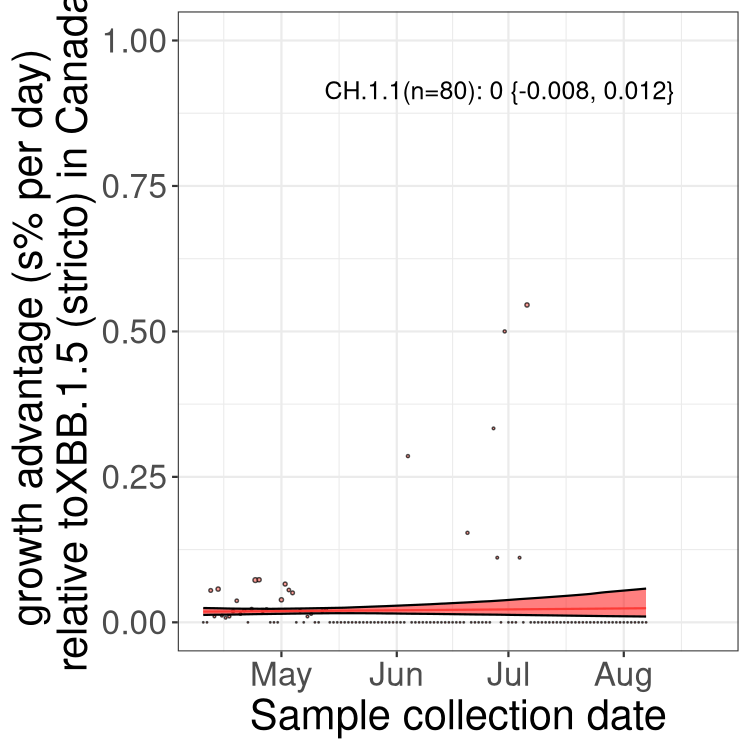 growth advantage (s% per day)
relative toXBB.1.5 (stricto) in Canada
1.00
0.75
0.50
0.25
0.00
CH.1.1(n=80): 0 {-0.008, 0.012}
May Jun Jul Aug
Sample collection date